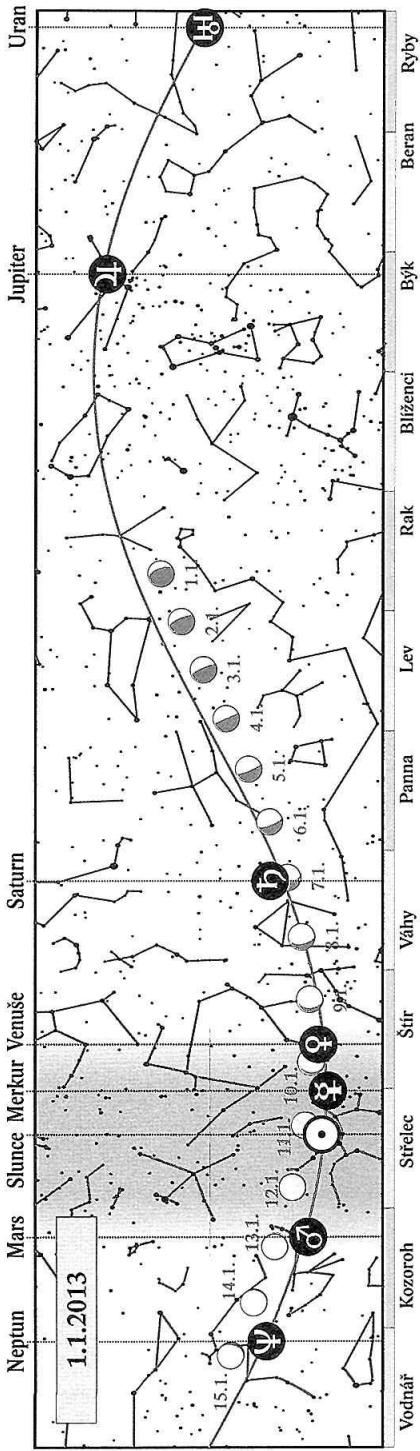 Neptun Mars Slunce Merkur Venuše Saturn Jupiter Uran
1.1.2013
15.1. 14.1. 13.1. 12.1. 11.1. 10.1. 9.1. 8.1. 7.1. 6.1. 5.1. 4.1. 3.1. 2.1. 1.1.
Vodnář Kozoroh Střelec Štír Váhy Panna Lev Rak Blíženci Býk Beran Ryby